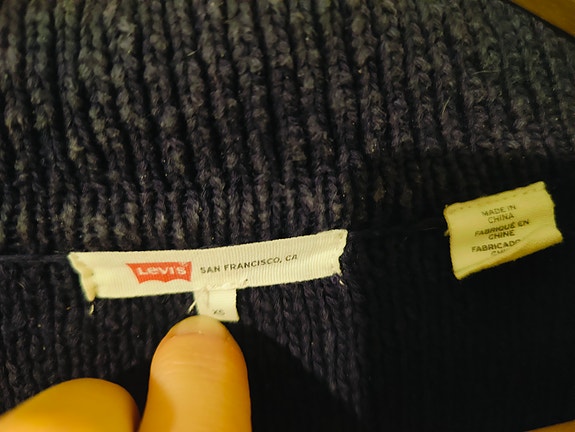 Levi's SAN FRANCISCO, CA
XS
MADE IN
CHINA
FABRIQUÉ EN
CHINE
FABRICADO